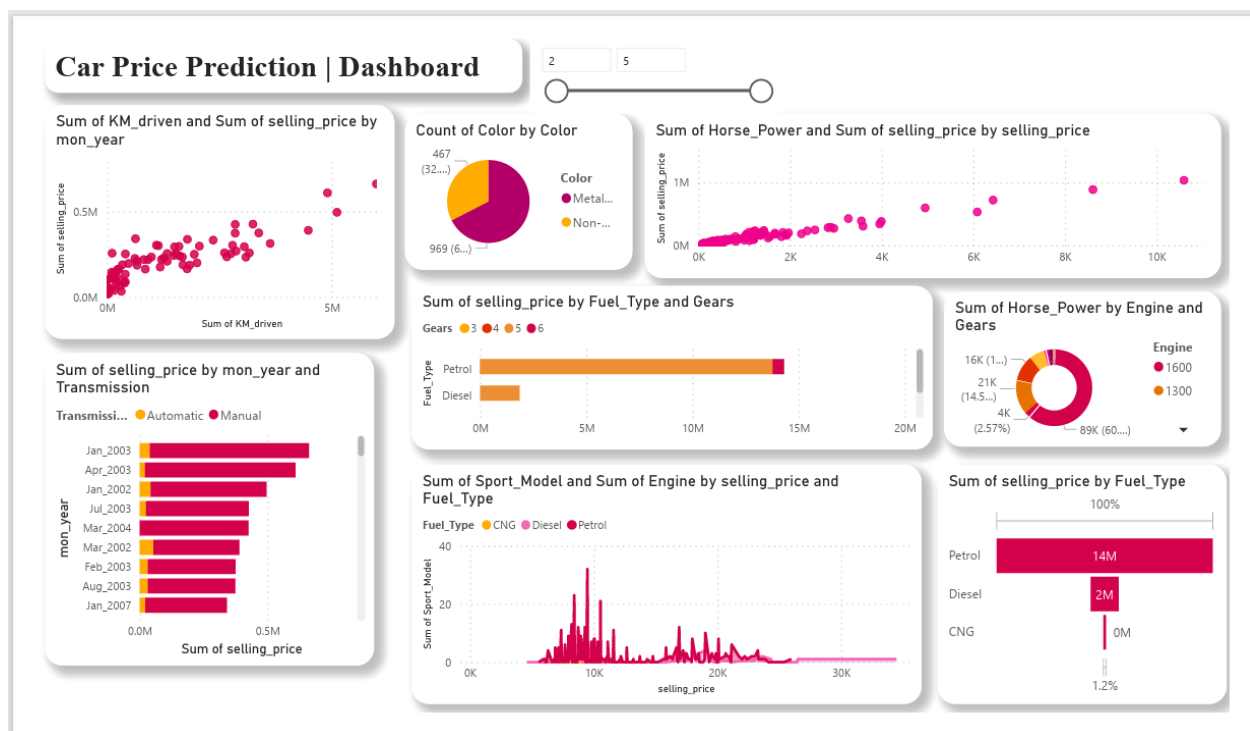 Car Price Prediction | Dashboard
2
5
Sum of KM_driven and Sum of selling_price by
mon_year
Sum of selling_price
0.5M
0.0M
0M
5M
Sum of KM_driven
Count of Color by Color
467
(32....)
969 (6...)
Color
Metal...
Non-...
Sum of Horse_Power and Sum of selling_price by selling_price
Sum of selling_price
1M
0M
0K
2K
4K
6K
8K
10K
Sum of selling_price by Fuel_Type and Gears
Gears 3 4 5 6
Fuel_Type
Petrol
Diesel
0M
5M
10M
15M
20M
Sum of Horse_Power by Engine and
Gears
16K (1...)
21K
(14.5...)
4K
(2.57%)
89K (60....)
Engine
1600
1300
Sum of selling_price by mon_year and
Transmission
Transmissi... Automatic Manual
mon_year
Jan_2003
Apr_2003
Jan_2002
Jul_2003
Mar_2004
Mar_2002
Feb_2003
Aug_2003
Jan_2007
0.0M
0.5M
Sum of selling_price
Sum of Sport_Model and Sum of Engine by selling_price and
Fuel_Type
Fuel_Type CNG Diesel Petrol
Sum of Sport_Model
40
20
0
0K
10K
20K
30K
selling_price
Sum of selling_price by Fuel_Type
100%
Petrol
14M
Diesel
2M
CNG
0M
1.2%